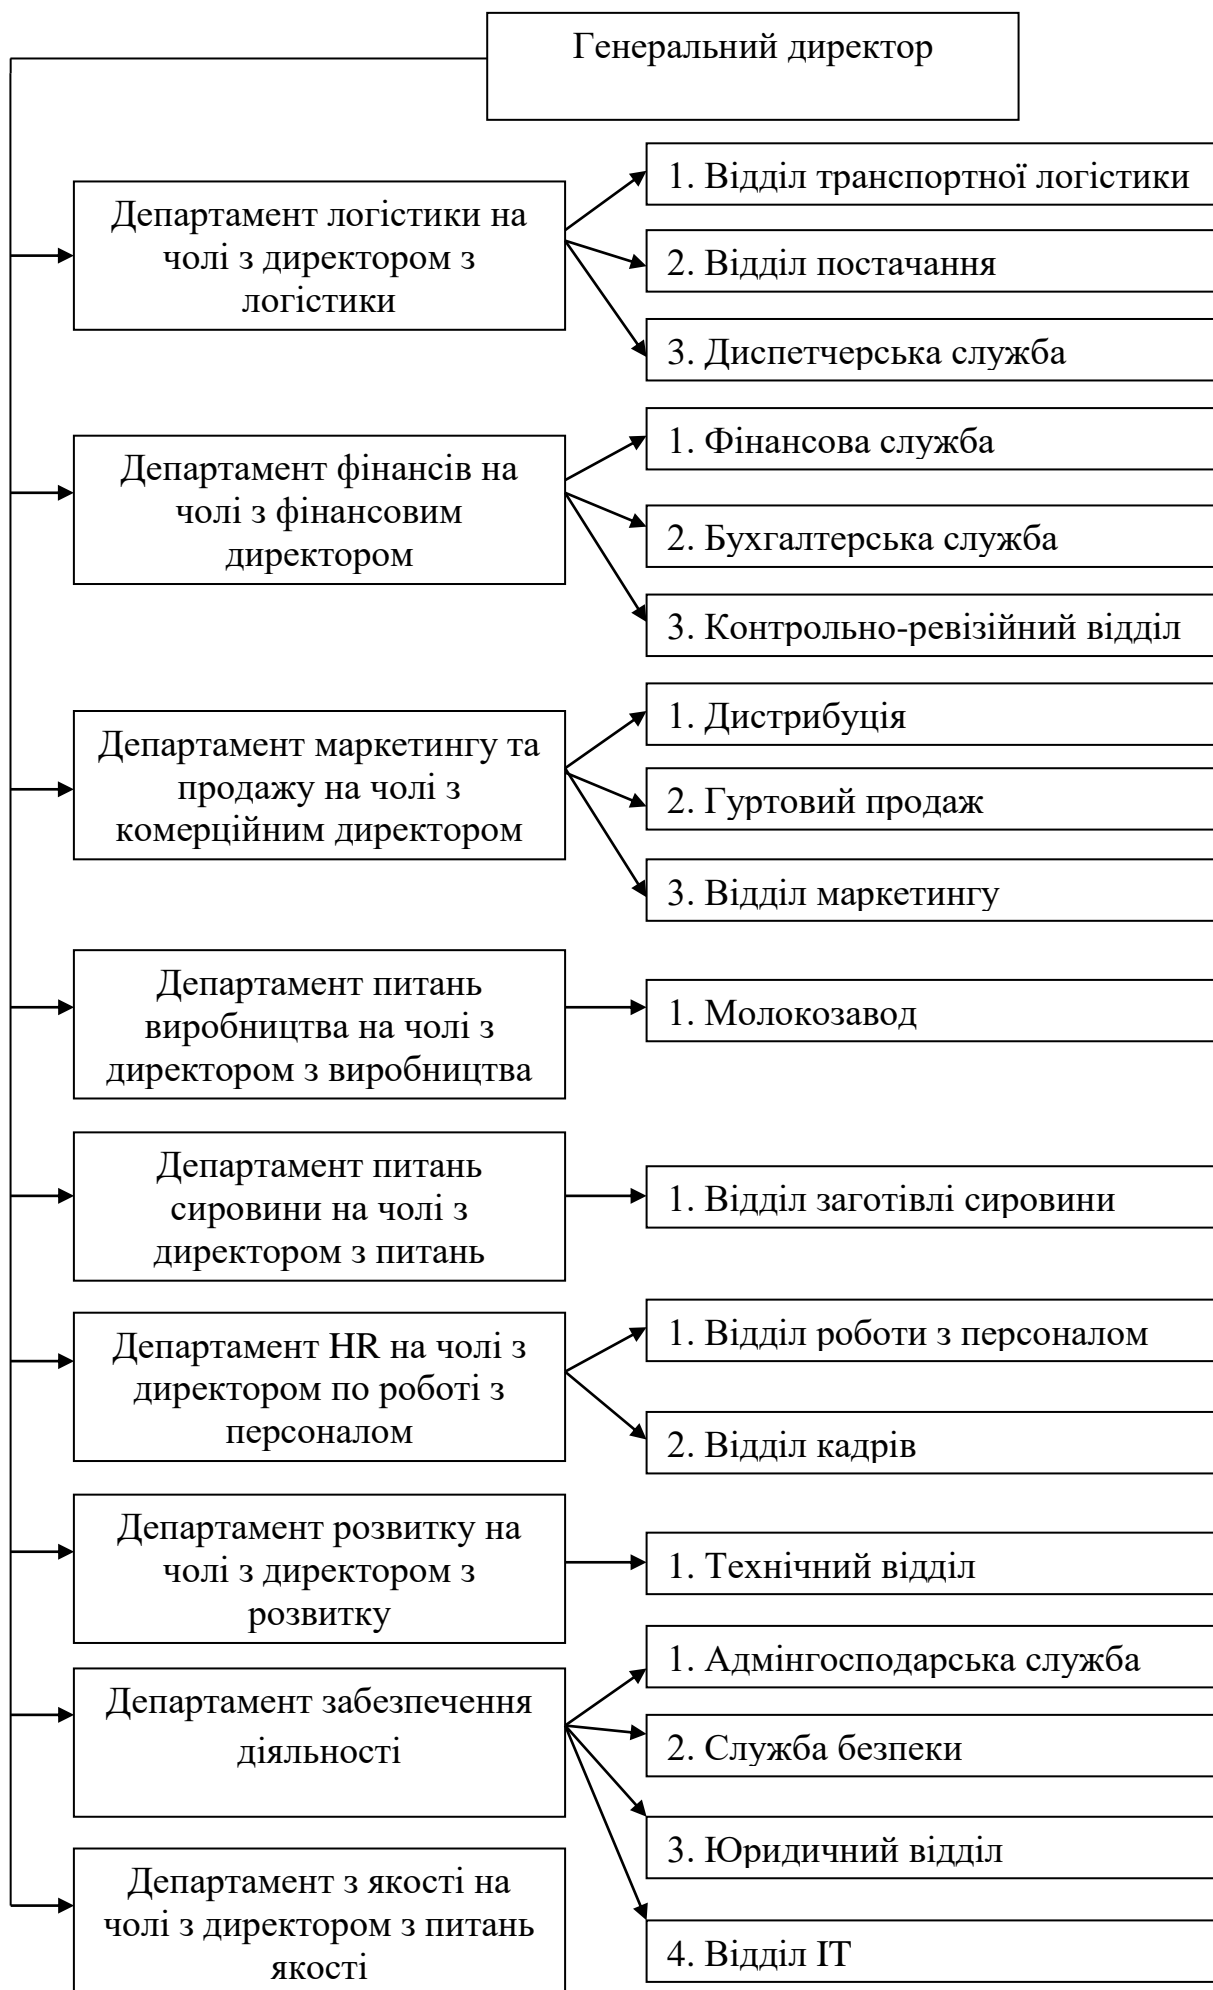 Генеральний директор
Департамент логістики на
чолі з директором з
логістики
1. Відділ транспортної логістики
2. Відділ постачання
3. Диспетчерська служба
Департамент фінансів на
чолі з фінансовим
директором
1. Фінансова служба
2. Бухгалтерська служба
3. Контрольно-ревізійний відділ
Департамент маркетингу та
продажу на чолі з
комерційним директором
1. Дистрибуція
2. Гуртовий продаж
3. Відділ маркетингу
Департамент питань
виробництва на чолі з
директором з виробництва
1. Молокозавод
Департамент питань
сировини на чолі з
директором з питань
1. Відділ заготівлі сировини
Департамент HR на чолі з
директором по роботі з
персоналом
1. Відділ роботи з персоналом
2. Відділ кадрів
Департамент розвитку на
чолі з директором з
розвитку
1. Технічний відділ
Департамент забезпечення
діяльності
1. Адмінгосподарська служба
2. Служба безпеки
3. Юридичний відділ
4. Відділ ІТ
Департамент з якості на
чолі з директором з питань
якості